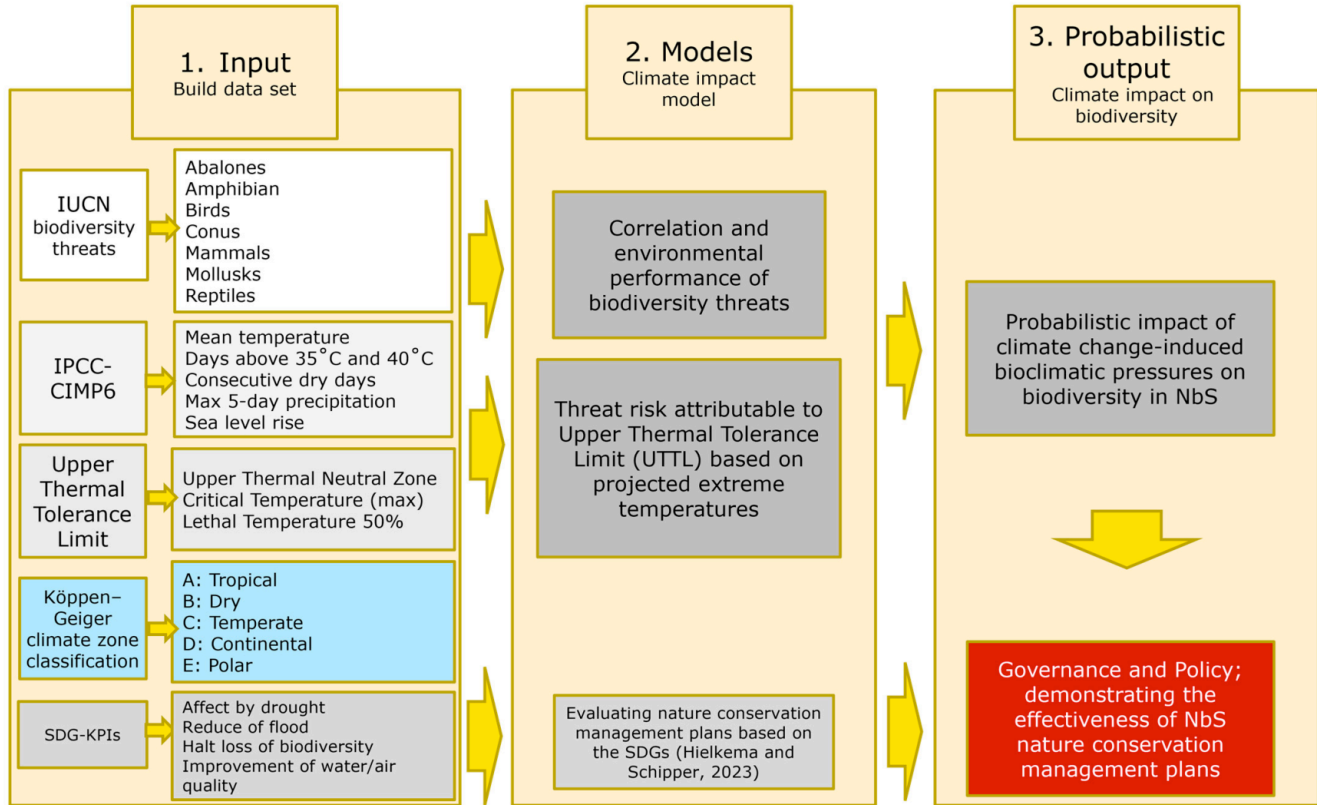 1. Input
Build data set
IUCN
biodiversity
threats
Abalones
Amphibian
Birds
Conus
Mammals
Mollusks
Reptiles
IPCC-
CIMP6
Mean temperature
Days above 35˚C and 40˚C
Consecutive dry days
Max 5-day precipitation
Sea level rise
Upper
Thermal
Tolerance
Limit
Upper Thermal Neutral Zone
Critical Temperature (max)
Lethal Temperature 50%
Köppen–
Geiger
climate zone
classification
A: Tropical
B: Dry
C: Temperate
D: Continental
E: Polar
SDG-KPIs
Affect by drought
Reduce of flood
Halt loss of biodiversity
Improvement of water/air
quality
2. Models
Climate impact
model
Correlation and
environmental
performance of
biodiversity threats
Threat risk attributable to
Upper Thermal Tolerance
Limit (UTTL) based on
projected extreme
temperatures
Evaluating nature conservation
management plans based on
the SDGs (Hielkema and
Schipper, 2023)
3. Probabilistic
output
Climate impact on
biodiversity
Probabilistic impact of
climate change-induced
bioclimatic pressures on
biodiversity in NbS
Governance and Policy;
demonstrating the
effectiveness of NbS
nature conservation
management plans